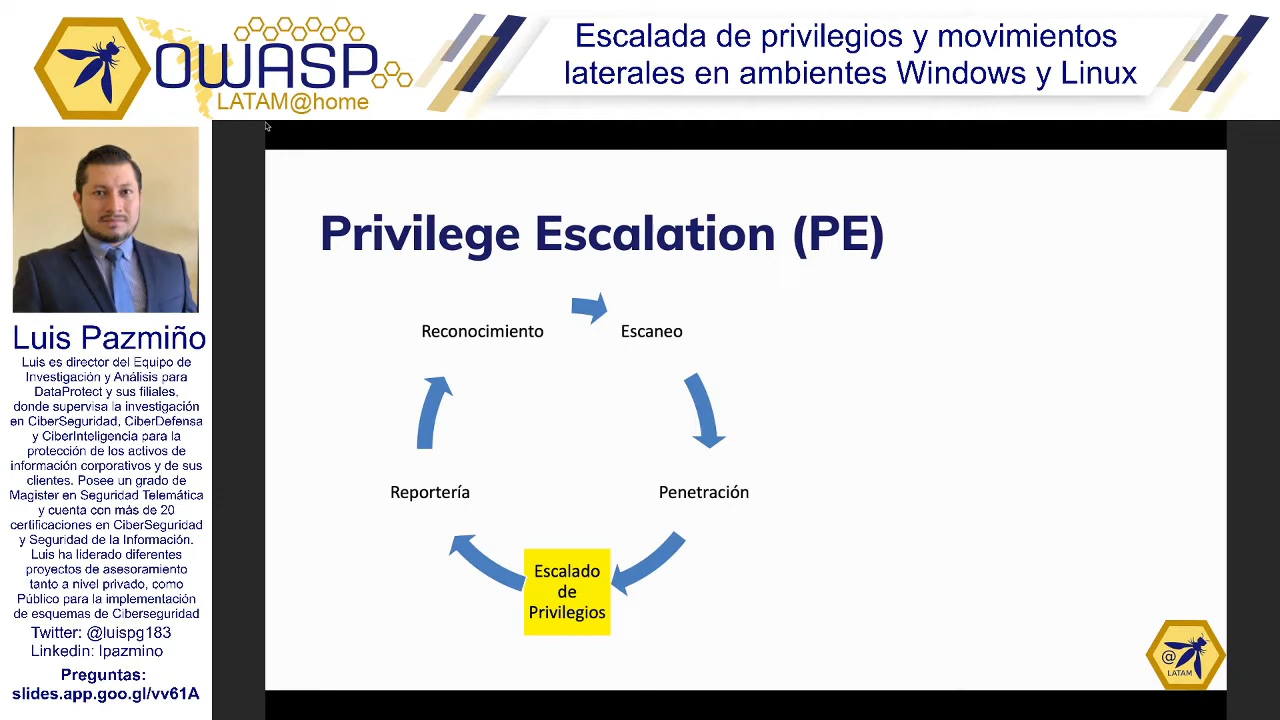 OWASP
LATAM@home
Escalada de privilegios y movimientos
laterales en ambientes Windows y Linux
Luis Pazmiño
Luis es director del Equipo de
Investigación y Análisis para
DataProtect y sus filiales,
donde supervisa la investigación
en CiberSeguridad, CiberDefensa
y CiberInteligencia para la
protección de los activos de
información corporativos y de sus
clientes. Posee un grado de
Magister en Seguridad Telemática
y cuenta con más de 20
certificaciones en CiberSeguridad
y Seguridad de la Información.
Luis ha liderado diferentes
proyectos de asesoramiento
tanto a nivel privado, como
Público para la implementación
de esquemas de Ciberseguridad
Twitter: @luispg183
Linkedin: lpazmino
Preguntas:
slides.app.goo.gl/vv61A
Privilege Escalation (PE)
Reconocimiento
Escaneo
Penetración
Escalado
de
Privilegios
Reportería
@
LATAM